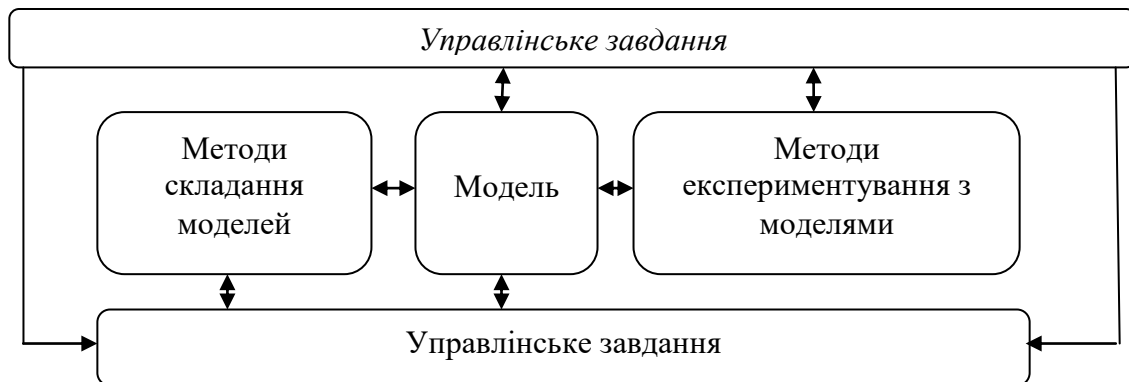 Управлінське завдання
Методи
складання
моделей
Модель
Методи
експериментування з
моделями
Управлінське завдання